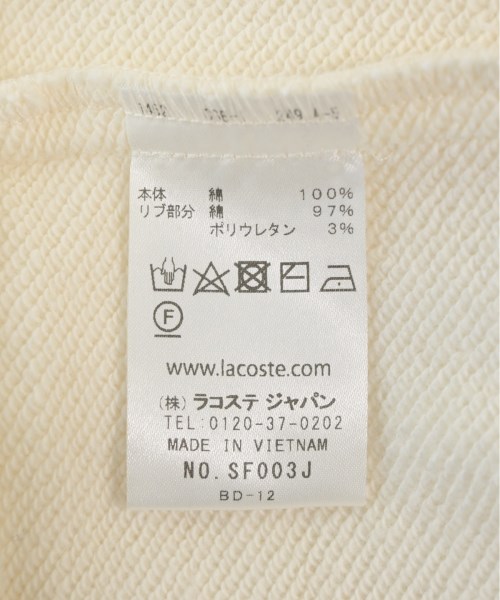 本体 綿 100%
リブ部分 綿 97%
ポリウレタン 3%
F
www.lacoste.com
(株) ラコステ ジャパン
TEL:0120-37-0202
MADE IN VIETNAM
NO. SF003J
BD-12